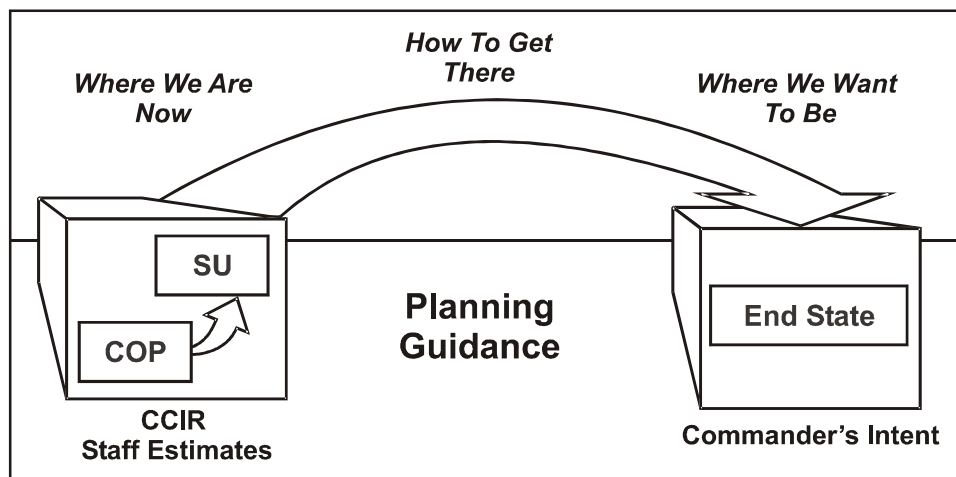 How To Get
There
Where We Are
Now
Where We Want
To Be
SU
COP
Planning
Guidance
End State
CCIR
Staff Estimates
Commander's Intent